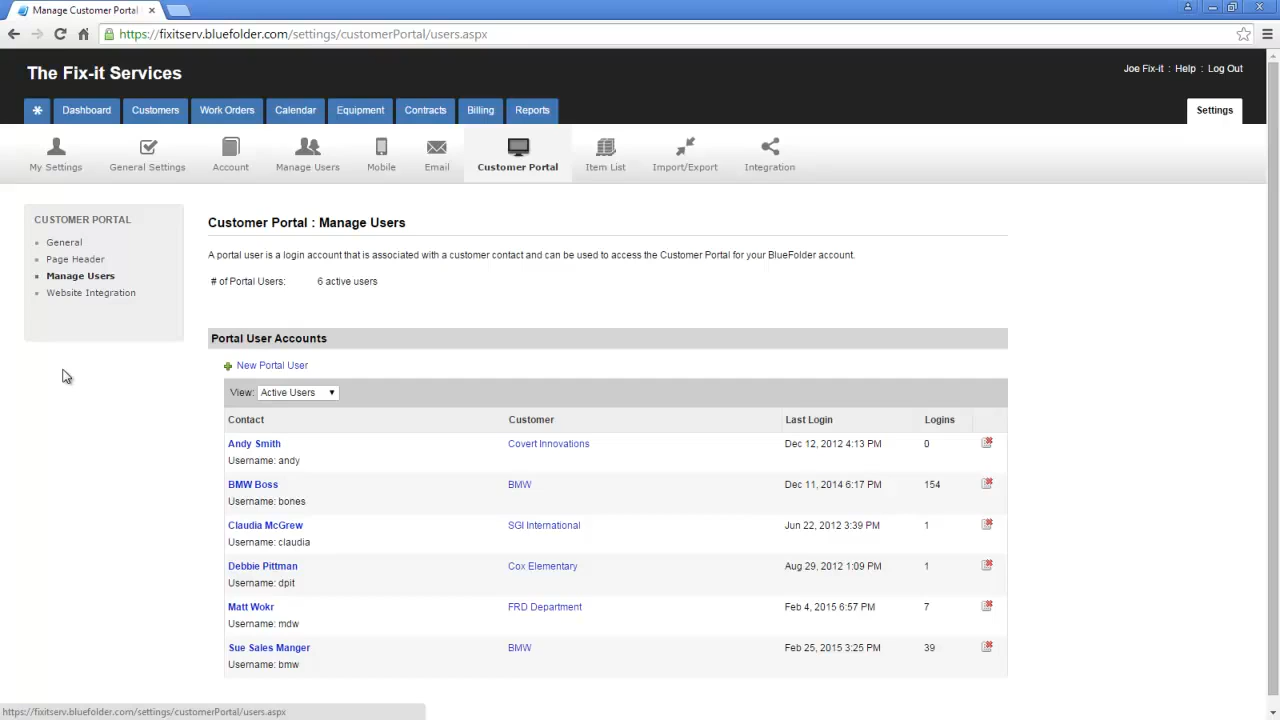 Manage Customer Portal
https://fixitserv.bluefolder.com/settings/customerPortal/users.aspx
The Fix-it Services
Joe Fix-it : Help : Log Out
Dashboard Customers Work Orders Calendar Equipment Contracts Billing Reports Settings
My Settings General Settings Account Manage Users Mobile Email Customer Portal Item List Import/Export Integration
CUSTOMER PORTAL
General
Page Header
Manage Users
Website Integration
Customer Portal : Manage Users
A portal user is a login account that is associated with a customer contact and can be used to access the Customer Portal for your BlueFolder account.
# of Portal Users: 6 active users
Portal User Accounts
New Portal User
View: Active Users
Contact Customer Last Login Logins
Andy Smith Covert Innovations Dec 12, 2012 4:13 PM 0
Username: andy
BMW Boss BMW Dec 11, 2014 6:17 PM 154
Username: bones
Claudia McGrew SGI International Jun 22, 2012 3:39 PM 1
Username: claudia
Debbie Pittman Cox Elementary Aug 29, 2012 1:09 PM 1
Username: dpit
Matt Wokr FRD Department Feb 4, 2015 6:57 PM 7
Username: mdw
Sue Sales Manger BMW Feb 25, 2015 3:25 PM 39
Username: bmw
https://fixitserv.bluefolder.com/settings/customerPortal/users.aspx